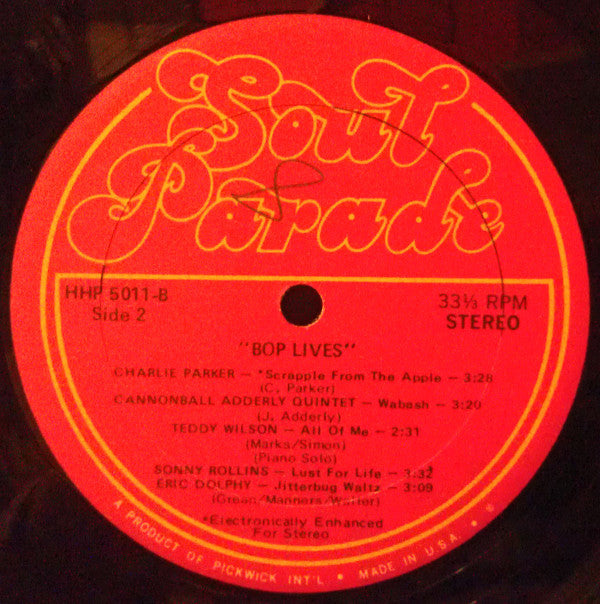 Soul
Parade
8
HHP 5011-B
Side 2
33⅓ RPM
STEREO
"BOP LIVES"
CHARLIE PARKER – *Scrapple From The Apple – 3:28
(C. Parker)
CANNONBALL ADDERLY QUINTET – Wabash – 3:20
(J. Adderly)
TEDDY WILSON – All Of Me – 2:31
(Marks/Simon)
(Piano Solo)
SONNY ROLLINS – Lust For Life – 3:32
ERIC DOLPHY – Jitterbug Waltz – 3:09
(Green/Manners/Waller)
*Electronically Enhanced
For Stereo
A PRODUCT OF PICKWICK INT'L • MADE IN U.S.A. • ®